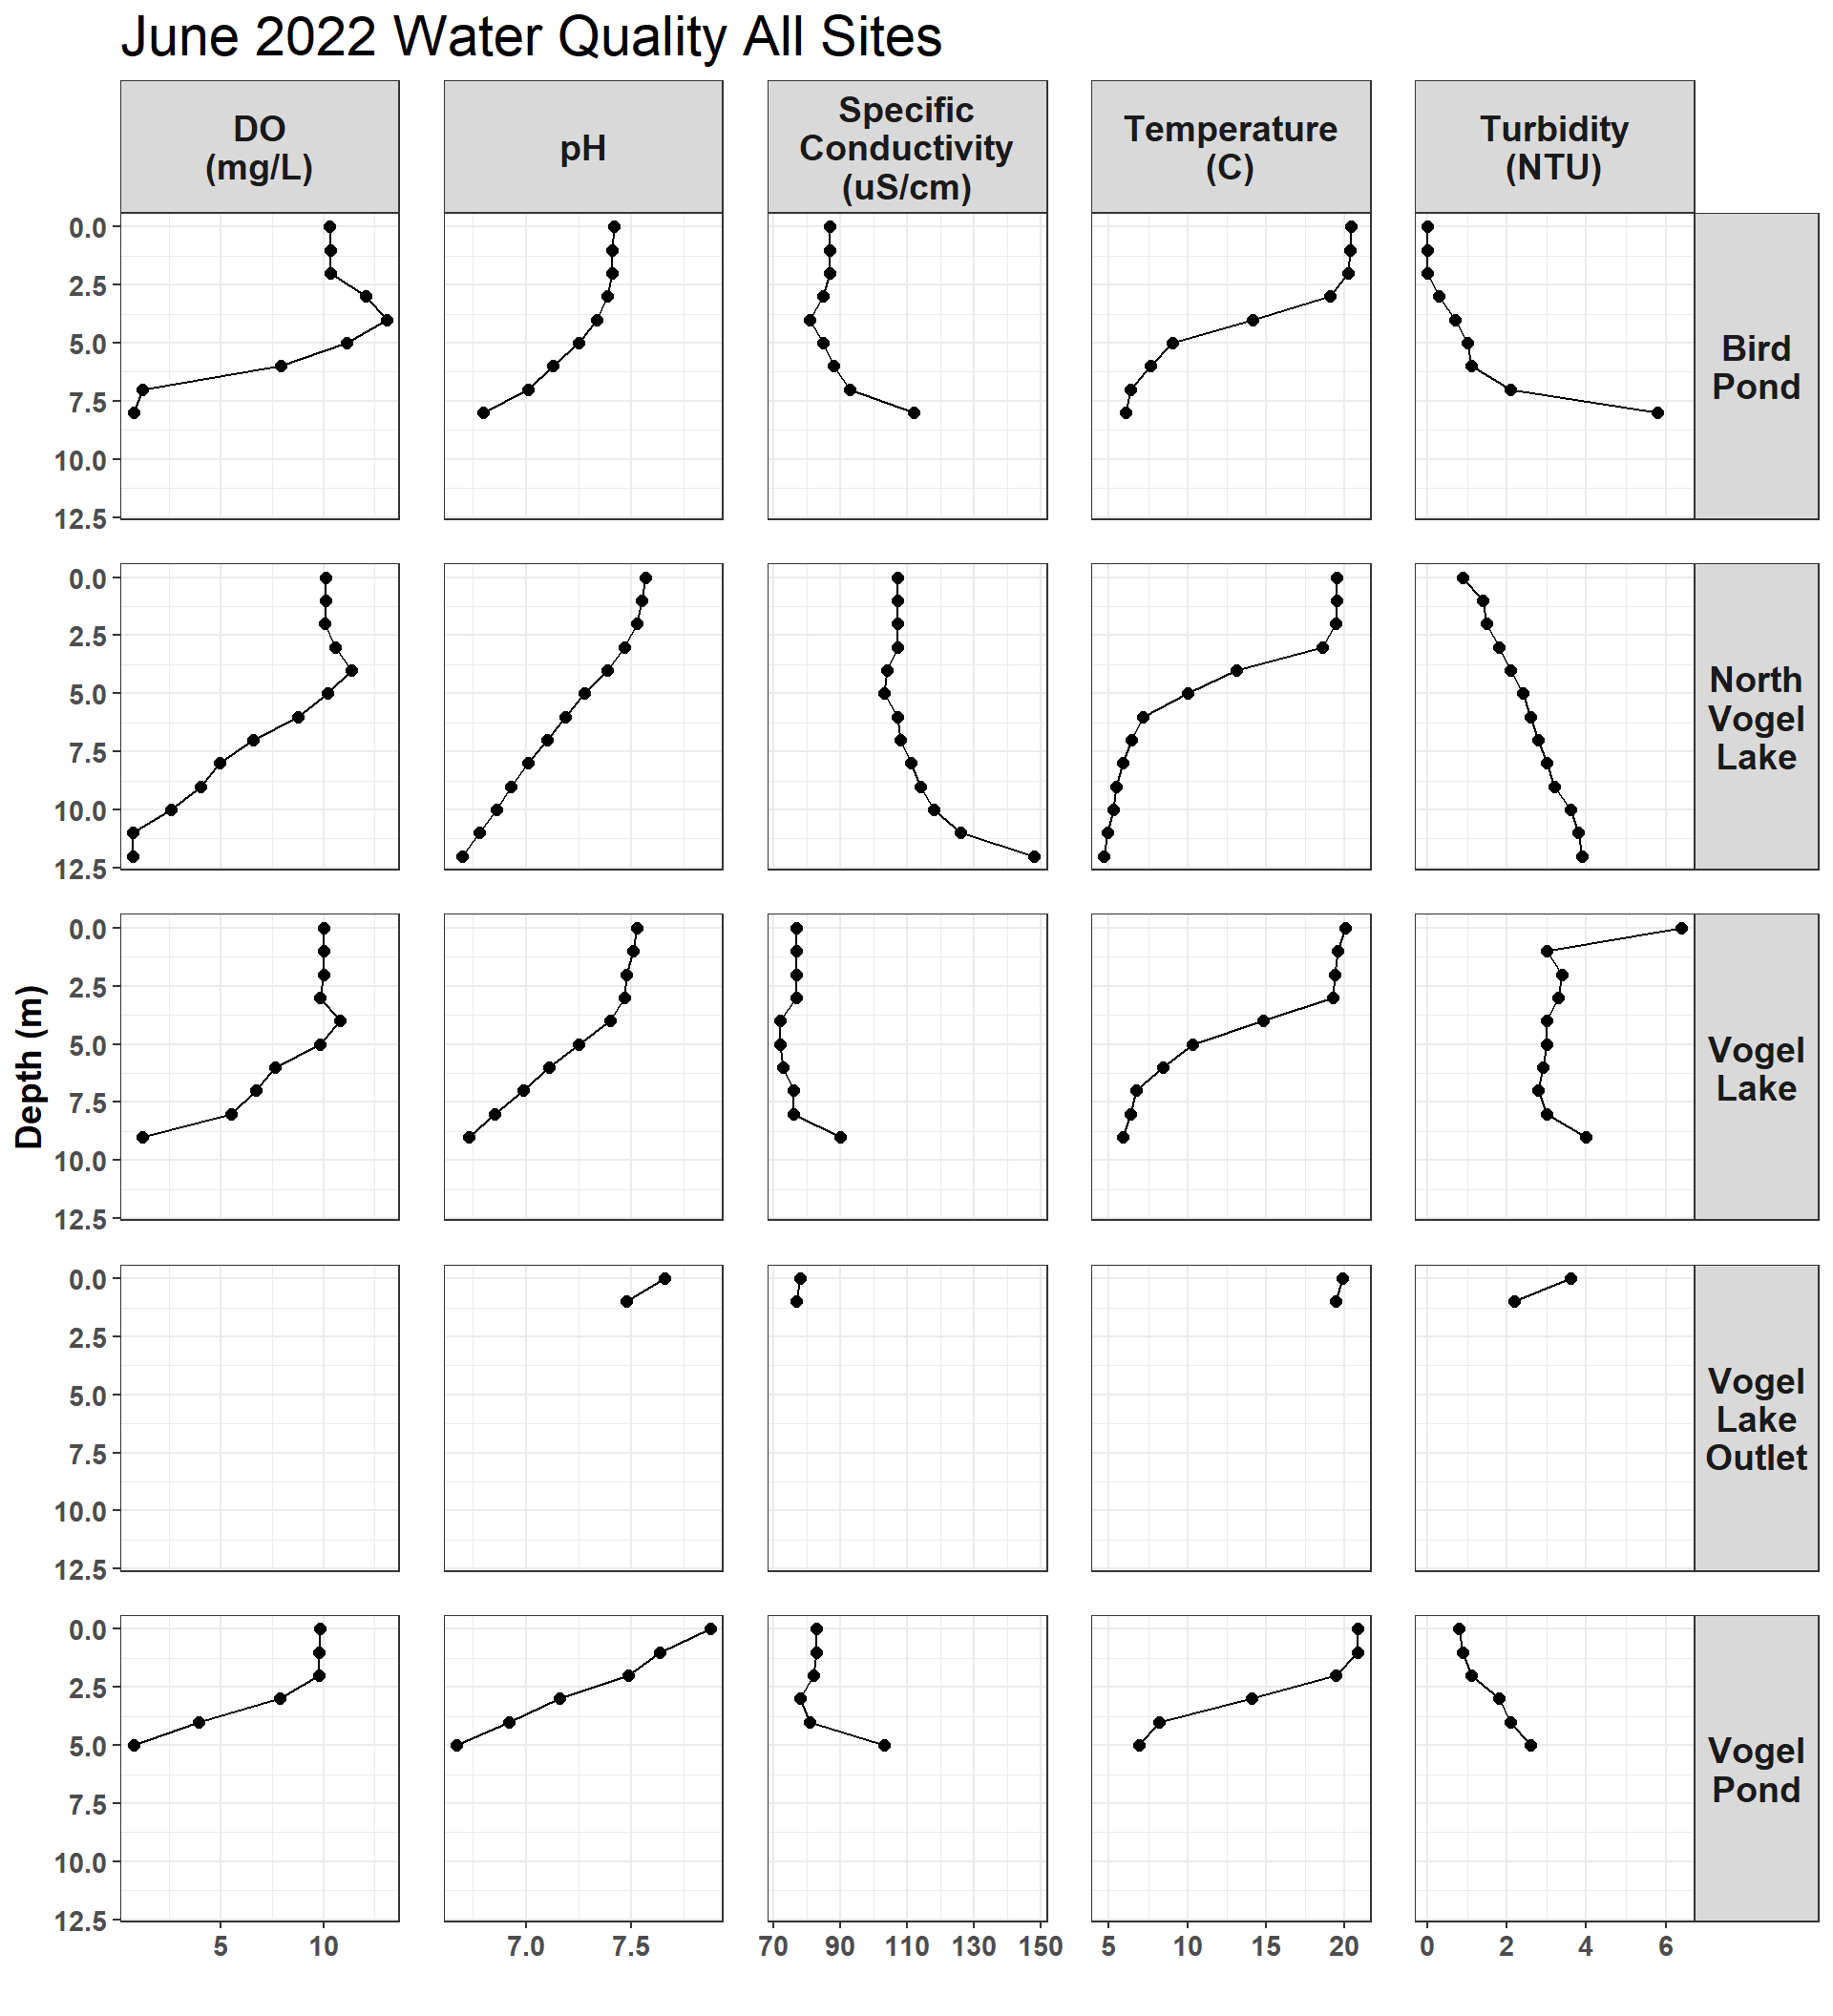 June 2022 Water Quality All Sites
DO
(mg/L)
pH
Specific
Conductivity
(uS/cm)
Temperature
(C)
Turbidity
(NTU)
0.0
2.5
5.0
7.5
10.0
12.5
Bird
Pond
0.0
2.5
5.0
7.5
10.0
12.5
North
Vogel
Lake
Depth (m)
0.0
2.5
5.0
7.5
10.0
12.5
Vogel
Lake
0.0
2.5
5.0
7.5
10.0
12.5
Vogel
Lake
Outlet
0.0
2.5
5.0
7.5
10.0
12.5
Vogel
Pond
5 10
7.0 7.5
70 90 110 130 150
5 10 15 20
0 2 4 6